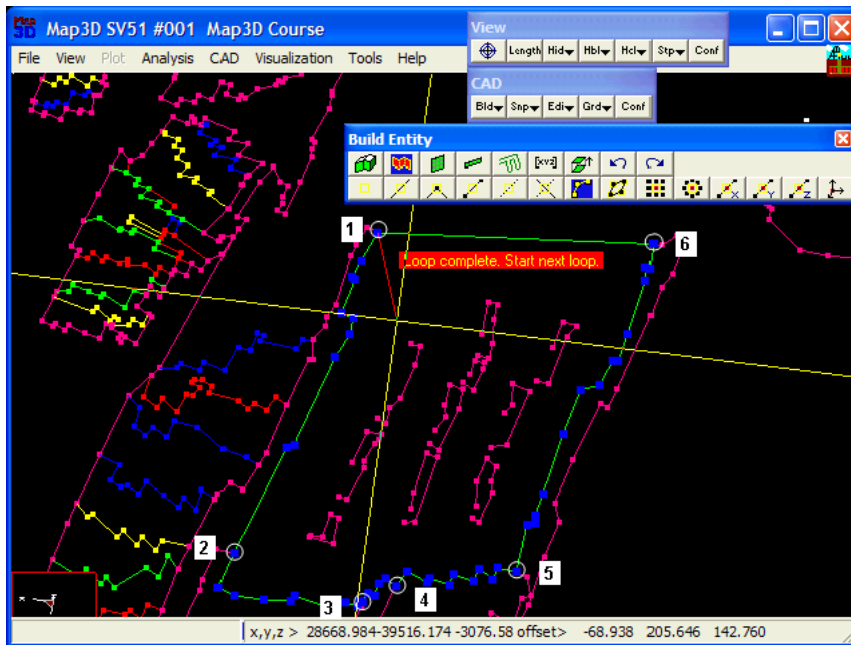 Map 3D Map3D SV51 #001 Map3D Course
File View Plot Analysis CAD Visualization Tools Help
View
Length Hid Hbl Hcl Stp Conf
CAD
Bld Snp Edi Grd Conf
Build Entity
[xyz]
X Y Z
1
6
Loop complete. Start next loop.
2
5
3
4
x,y,z > 28668.984-39516.174 -3076.58 offset> -68.938 205.646 142.760